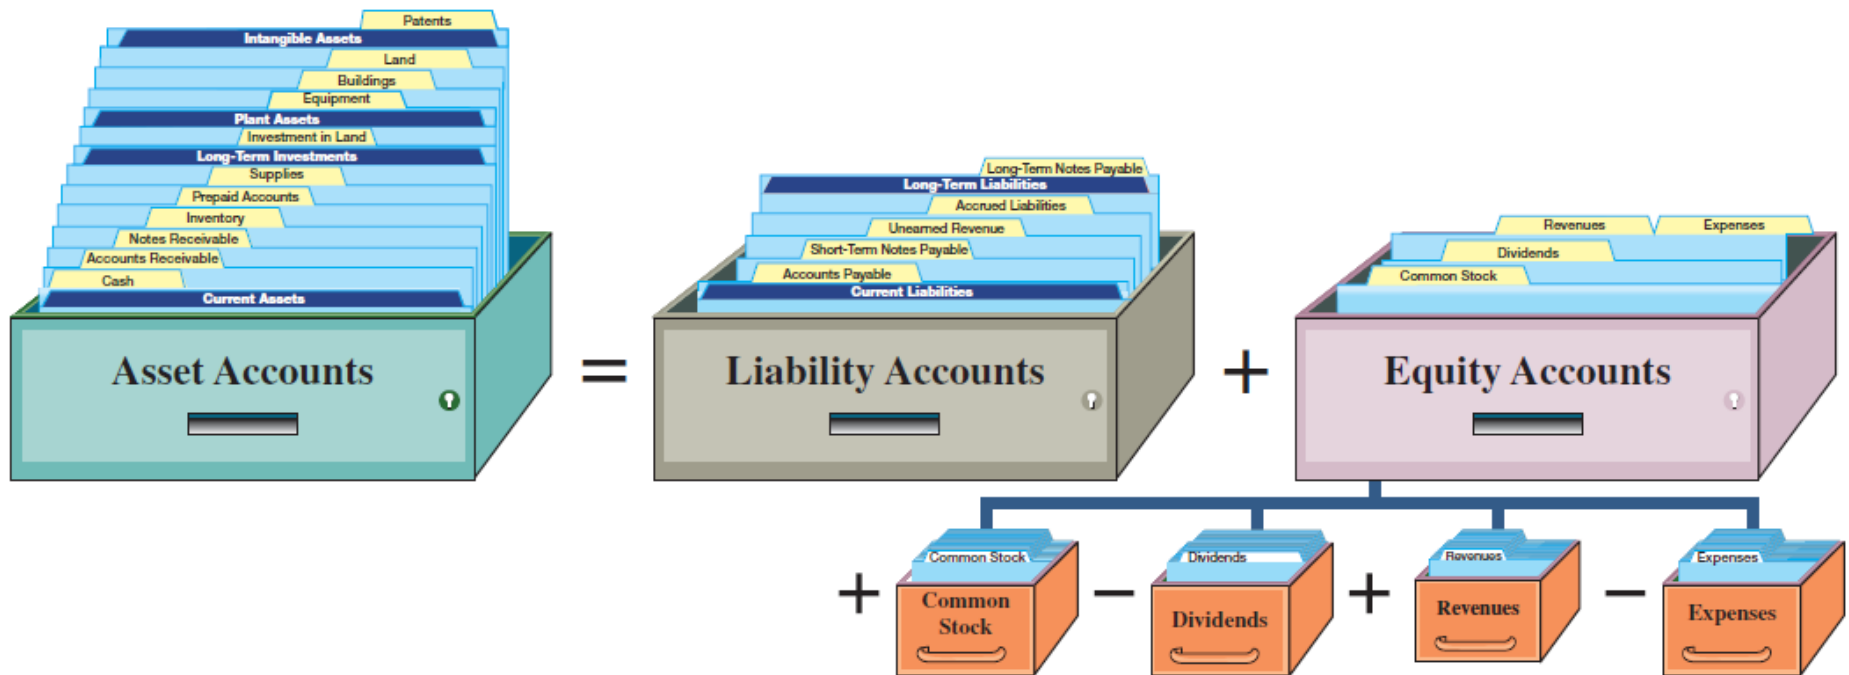 Patents
Intangible Assets
Land
Buildings
Equipment
Plant Assets
Investment in Land
Long-Term Investments
Supplies
Prepaid Accounts
Inventory
Notes Receivable
Accounts Receivable
Cash
Current Assets
Asset Accounts
=
Long-Term Notes Payable
Long-Term Liabilities
Accrued Liabilities
Unearned Revenue
Short-Term Notes Payable
Accounts Payable
Current Liabilities
Liability Accounts
+
Revenues
Expenses
Dividends
Common Stock
Equity Accounts
+
Common Stock
Common
Stock
−
Dividends
Dividends
+
Revenues
Revenues
−
Expenses
Expenses